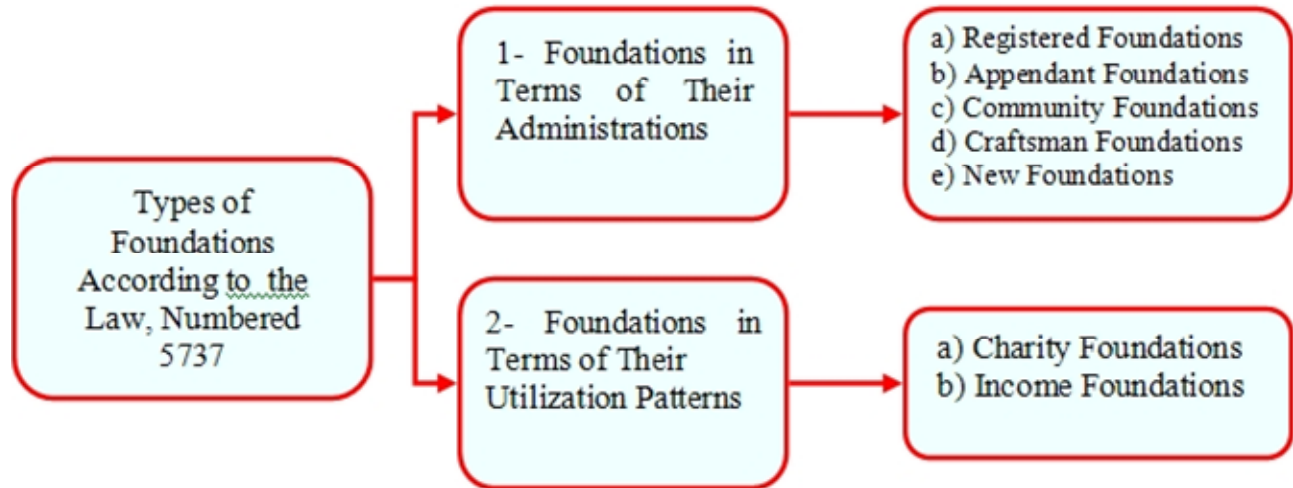 Types of
Foundations
According to the
Law, Numbered
5737
1- Foundations in
Terms of Their
Administrations
a) Registered Foundations
b) Appendant Foundations
c) Community Foundations
d) Craftsman Foundations
e) New Foundations
2- Foundations in
Terms of Their
Utilization Patterns
a) Charity Foundations
b) Income Foundations